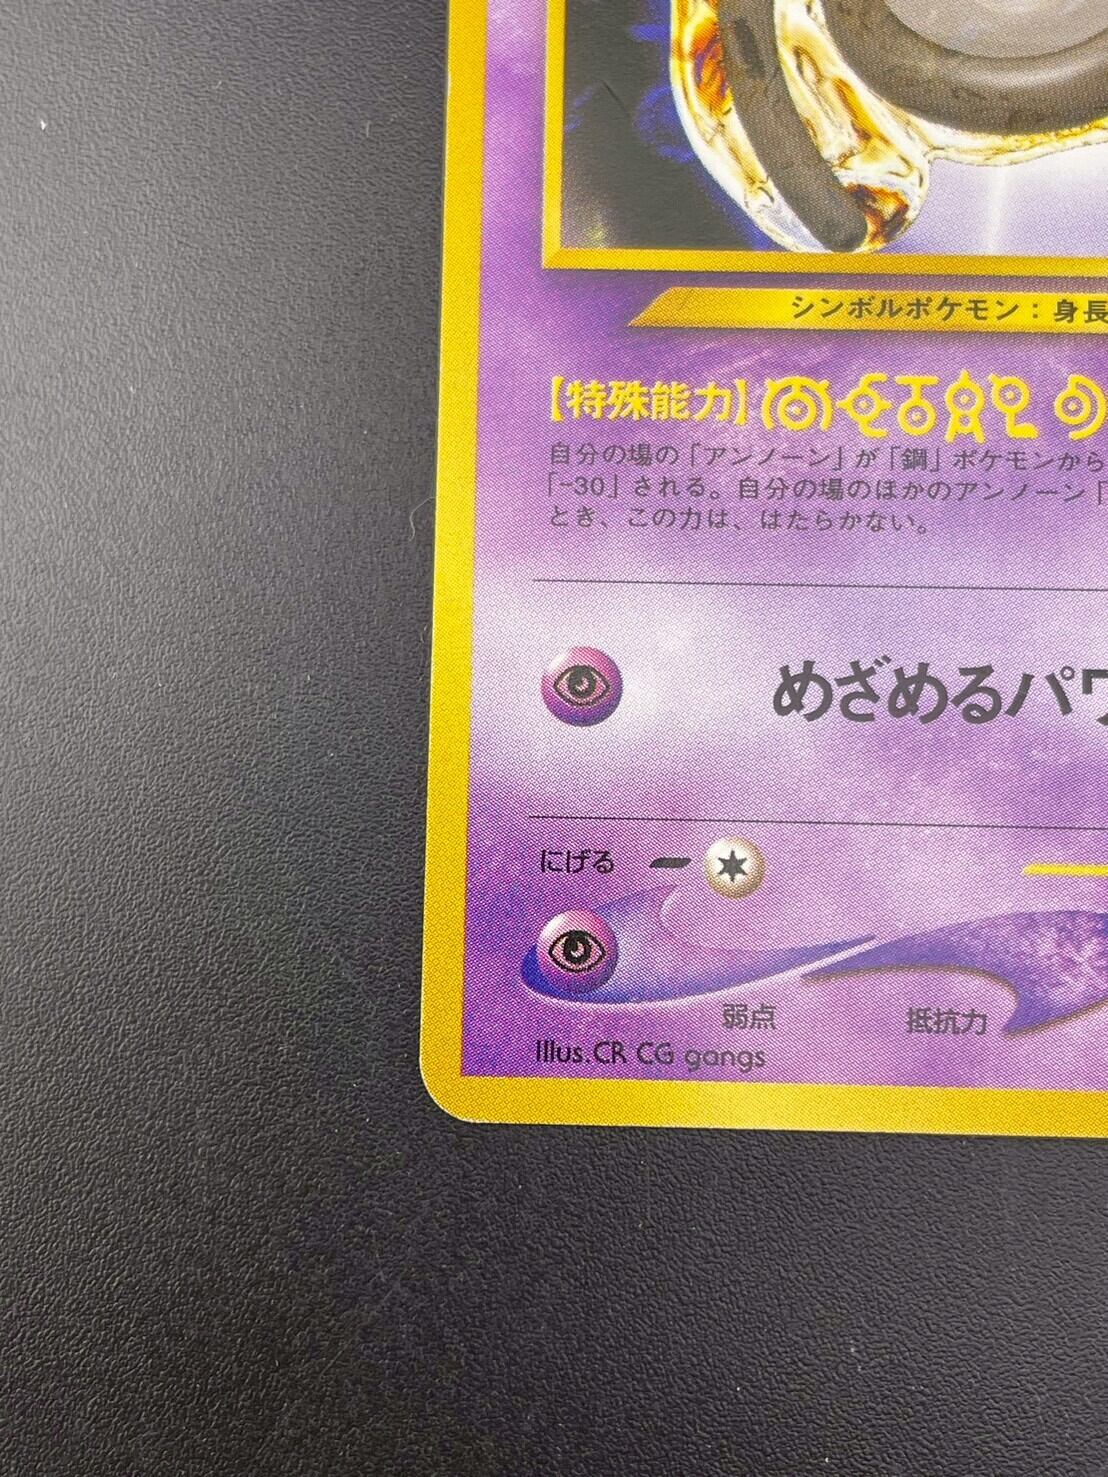 シンボルポケモン：身長
【特殊能力】METAL
自分の場の「アンノーン」が「鋼」ポケモンから
「-30」される。自分の場のほかのアンノーン「
とき、この力は、はたらかない。
めざめるパワ
にげる
弱点 抵抗力
Illus.CR CG gangs